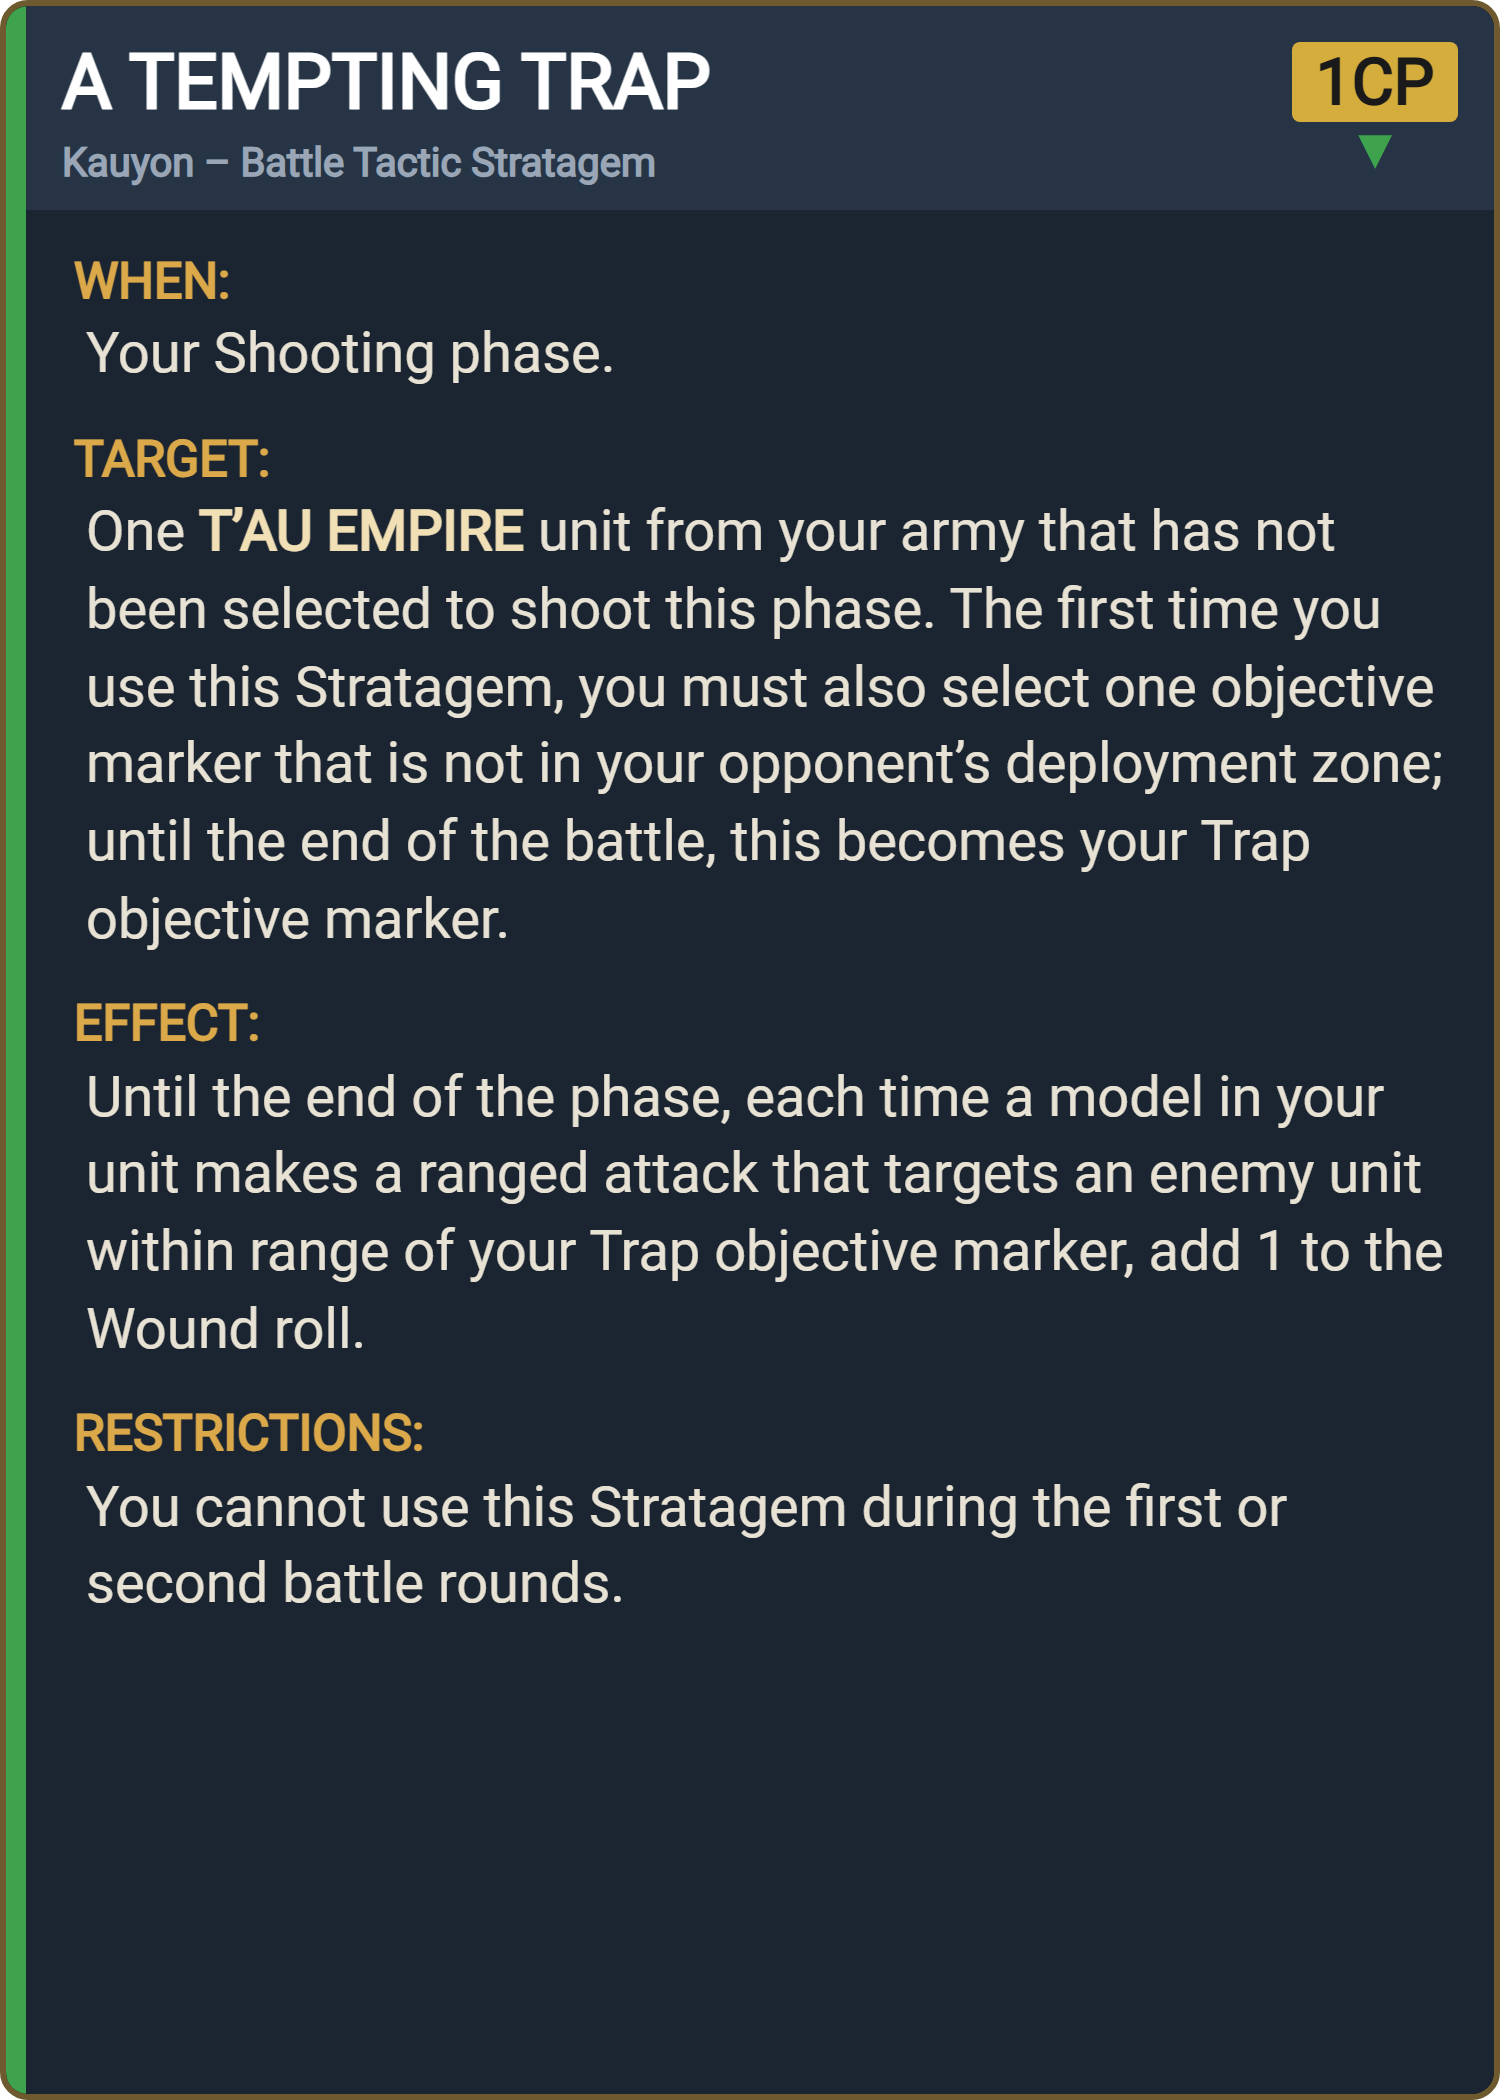 A TEMPTING TRAP
1CP
Kauyon – Battle Tactic Stratagem
WHEN:
Your Shooting phase.
TARGET:
One T’AU EMPIRE unit from your army that has not
been selected to shoot this phase. The first time you
use this Stratagem, you must also select one objective
marker that is not in your opponent’s deployment zone;
until the end of the battle, this becomes your Trap
objective marker.
EFFECT:
Until the end of the phase, each time a model in your
unit makes a ranged attack that targets an enemy unit
within range of your Trap objective marker, add 1 to the
Wound roll.
RESTRICTIONS:
You cannot use this Stratagem during the first or
second battle rounds.